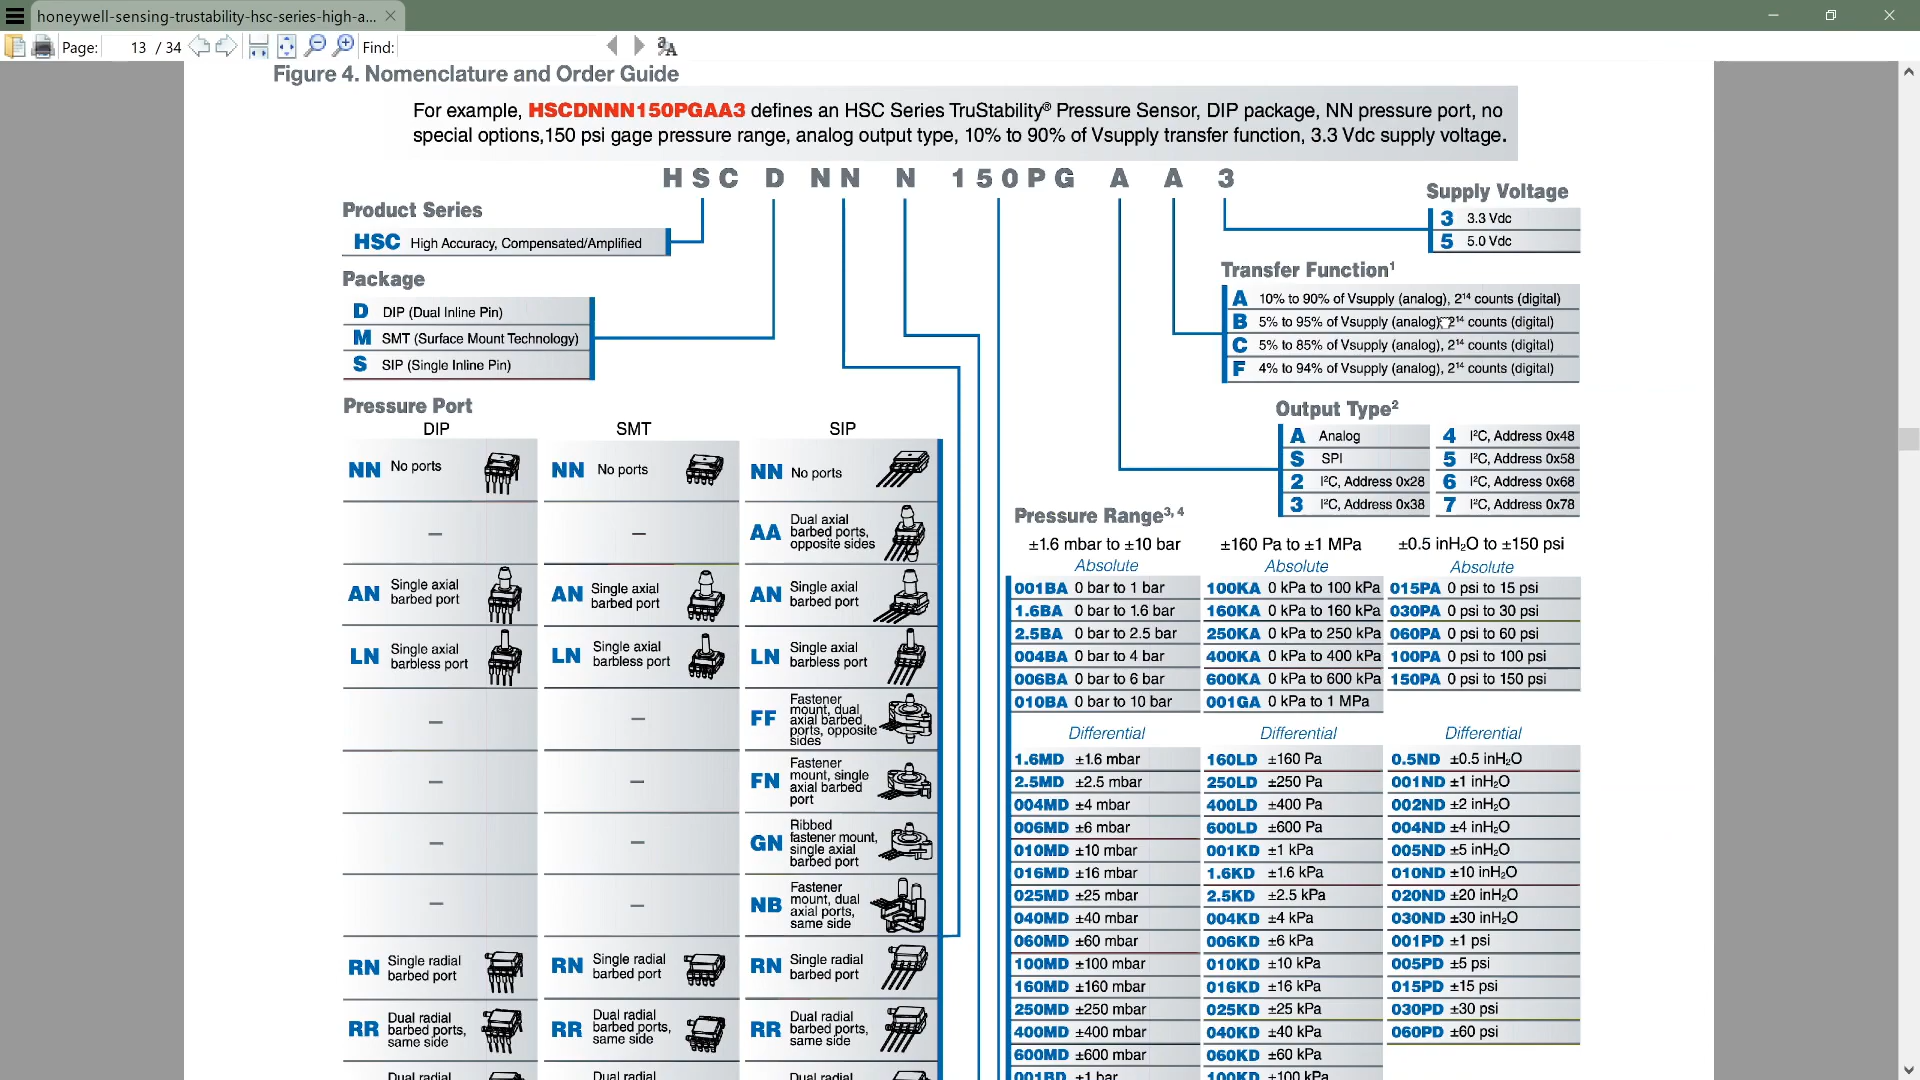 honeywell-sensing-trustability-hsc-series-high-a...
Page: 13 / 34 Find:
Figure 4. Nomenclature and Order Guide
For example, HSCDNNN150PGAA3 defines an HSC Series TruStability® Pressure Sensor, DIP package, NN pressure port, no
special options,150 psi gage pressure range, analog output type, 10% to 90% of Vsupply transfer function, 3.3 Vdc supply voltage.
H S C D N N N 1 5 0 P G A A 3
Product Series
HSC High Accuracy, Compensated/Amplified
Package
D DIP (Dual Inline Pin)
M SMT (Surface Mount Technology)
S SIP (Single Inline Pin)
Supply Voltage
3 3.3 Vdc
5 5.0 Vdc
Transfer Function¹
A 10% to 90% of Vsupply (analog), 2¹⁴ counts (digital)
B 5% to 95% of Vsupply (analog), 2¹⁴ counts (digital)
C 5% to 85% of Vsupply (analog), 2¹⁴ counts (digital)
F 4% to 94% of Vsupply (analog), 2¹⁴ counts (digital)
Output Type²
A Analog 4 I²C, Address 0x48
S SPI 5 I²C, Address 0x58
2 I²C, Address 0x28 6 I²C, Address 0x68
3 I²C, Address 0x38 7 I²C, Address 0x78
Pressure Port
DIP SMT SIP
NN No ports NN No ports NN No ports
– – AA Dual axial
barbed ports,
opposite sides
AN Single axial
barbed port
AN Single axial
barbed port
AN Single axial
barbed port
LN Single axial
barbless port
LN Single axial
barbless port
LN Single axial
barbless port
– – FF Fastener
mount, dual
axial barbed
ports, opposite
sides
– – FN Fastener
mount, single
axial barbed
port
– – GN Ribbed
fastener mount,
single axial
barbed port
– – NB Fastener
mount, dual
axial ports,
same side
RN Single radial
barbed port
RN Single radial
barbed port
RN Single radial
barbed port
RR Dual radial
barbed ports,
same side
RR Dual radial
barbed ports,
same side
RR Dual radial
barbed ports,
same side
Dual radial Dual radial Dual radial
Pressure Range³˒ ⁴
±1.6 mbar to ±10 bar ±160 Pa to ±1 MPa ±0.5 inH₂O to ±150 psi
Absolute Absolute Absolute
001BA 0 bar to 1 bar 100KA 0 kPa to 100 kPa 015PA 0 psi to 15 psi
1.6BA 0 bar to 1.6 bar 160KA 0 kPa to 160 kPa 030PA 0 psi to 30 psi
2.5BA 0 bar to 2.5 bar 250KA 0 kPa to 250 kPa 060PA 0 psi to 60 psi
004BA 0 bar to 4 bar 400KA 0 kPa to 400 kPa 100PA 0 psi to 100 psi
006BA 0 bar to 6 bar 600KA 0 kPa to 600 kPa 150PA 0 psi to 150 psi
010BA 0 bar to 10 bar 001GA 0 kPa to 1 MPa
Differential Differential Differential
1.6MD ±1.6 mbar 160LD ±160 Pa 0.5ND ±0.5 inH₂O
2.5MD ±2.5 mbar 250LD ±250 Pa 001ND ±1 inH₂O
004MD ±4 mbar 400LD ±400 Pa 002ND ±2 inH₂O
006MD ±6 mbar 600LD ±600 Pa 004ND ±4 inH₂O
010MD ±10 mbar 001KD ±1 kPa 005ND ±5 inH₂O
016MD ±16 mbar 1.6KD ±1.6 kPa 010ND ±10 inH₂O
025MD ±25 mbar 2.5KD ±2.5 kPa 020ND ±20 inH₂O
040MD ±40 mbar 004KD ±4 kPa 030ND ±30 inH₂O
060MD ±60 mbar 006KD ±6 kPa 001PD ±1 psi
100MD ±100 mbar 010KD ±10 kPa 005PD ±5 psi
160MD ±160 mbar 016KD ±16 kPa 015PD ±15 psi
250MD ±250 mbar 025KD ±25 kPa 030PD ±30 psi
400MD ±400 mbar 040KD ±40 kPa 060PD ±60 psi
600MD ±600 mbar 060KD ±60 kPa
001BD ±1 bar 100KD ±100 kPa